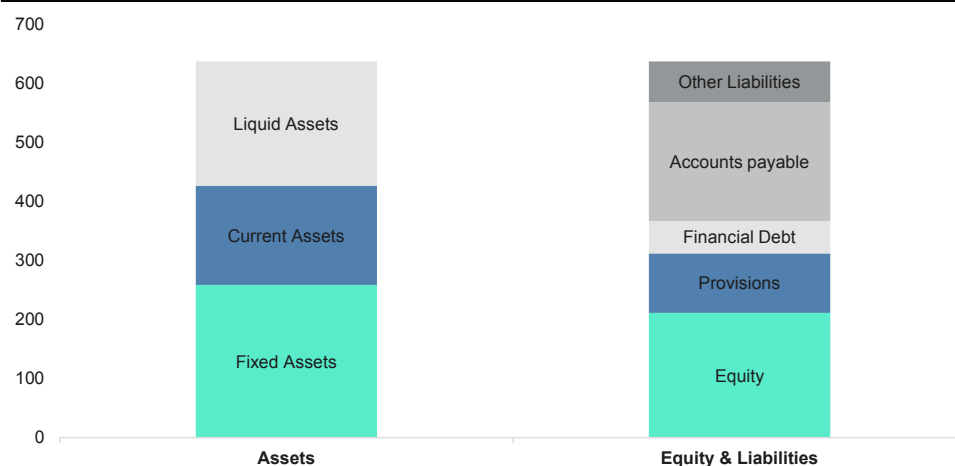 700
600
500
400
300
200
100
0
Liquid Assets
Current Assets
Fixed Assets
Other Liabilities
Accounts payable
Financial Debt
Provisions
Equity
Assets
Equity & Liabilities